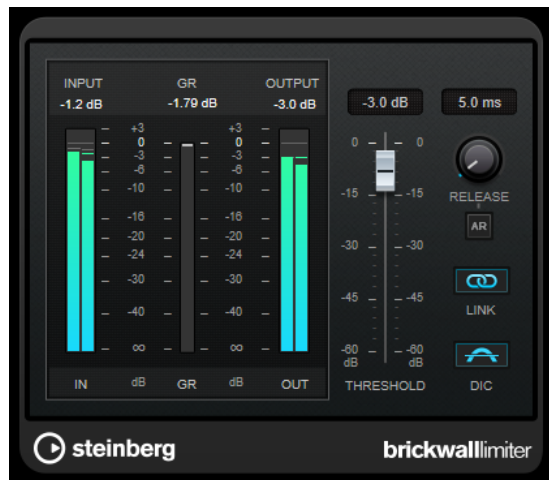 INPUT GR OUTPUT
-1.2 dB -1.79 dB -3.0 dB
-3.0 dB 5.0 ms
+3 +3
0 0
-3 -3
-6 -6
-10 -10
-16 -16
-20 -20
-24 -24
-30 -30
-40 -40
∞ ∞
IN dB GR dB OUT
0 0
-15 -15
-30 -30
-45 -45
-60 -60
dB dB
THRESHOLD
RELEASE
AR
LINK
DIC
steinberg
brickwalllimiter